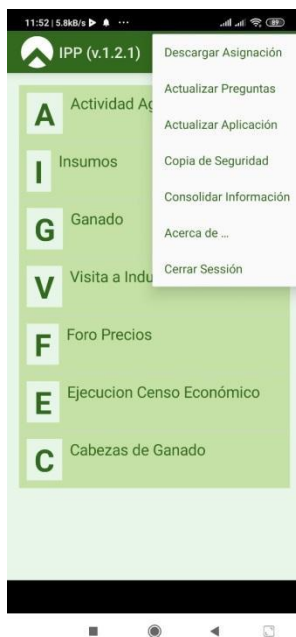 11:52 | 5.8kB/s
89
IPP (v.1.2.1)
Descargar Asignación
Actualizar Preguntas
Actualizar Aplicación
Copia de Seguridad
Consolidar Información
Acerca de ...
Cerrar Sessión
A
Actividad
I
Insumos
G
Ganado
V
Visita a Indu
F
Foro Precios
E
Ejecucion Censo Económico
C
Cabezas de Ganado